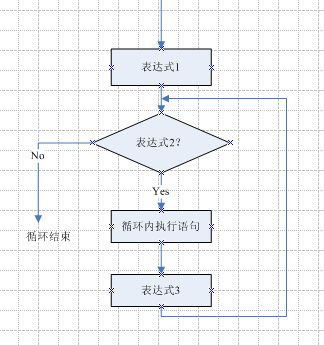 表达式1
表达式2?
No
Yes
循环内执行语句
循环结束
表达式3